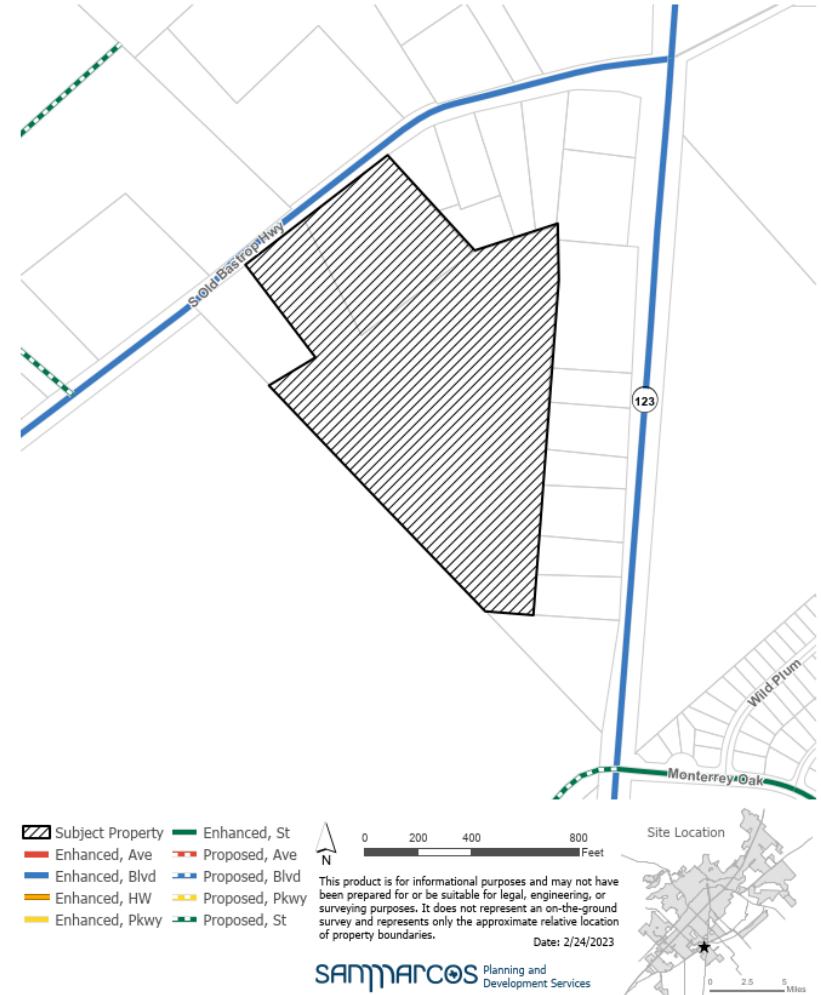 S Old Bastrop Hwy
123
Wild Plum
Monterrey Oak
Subject Property
Enhanced, Ave
Enhanced, Blvd
Enhanced, HW
Enhanced, Pkwy
Enhanced, St
Proposed, Ave
Proposed, Blvd
Proposed, Pkwy
Proposed, St
N
0 200 400 800
Feet
This product is for informational purposes and may not have
been prepared for or be suitable for legal, engineering, or
surveying purposes. It does not represent an on-the-ground
survey and represents only the approximate relative location
of property boundaries.
Date: 2/24/2023
SAN MARCOS
Planning and
Development Services
Site Location
0 2.5 5
Miles